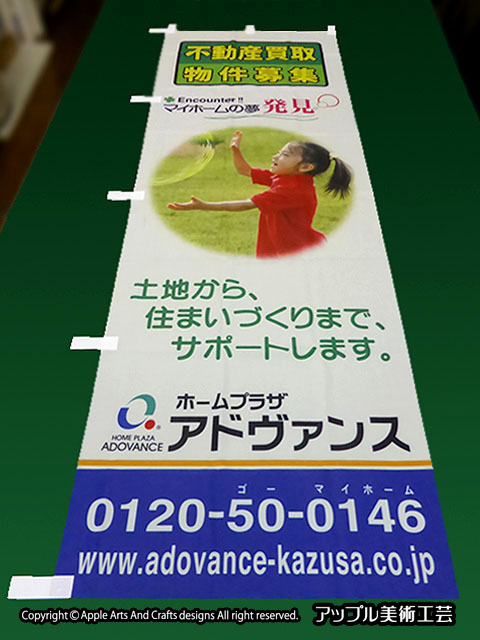 不動産買取
物件募集
Encounter!!
マイホームの夢 発見
土地から、
住まいづくりまで、
サポートします。
HOME PLAZA
ADOVANCE
®
ホームプラザ
アドヴァンス
ゴー マイホーム
0120-50-0146
www.adovance-kazusa.co.jp
Copyright © Apple Arts And Crafts designs All right reserved. アップル美術工芸